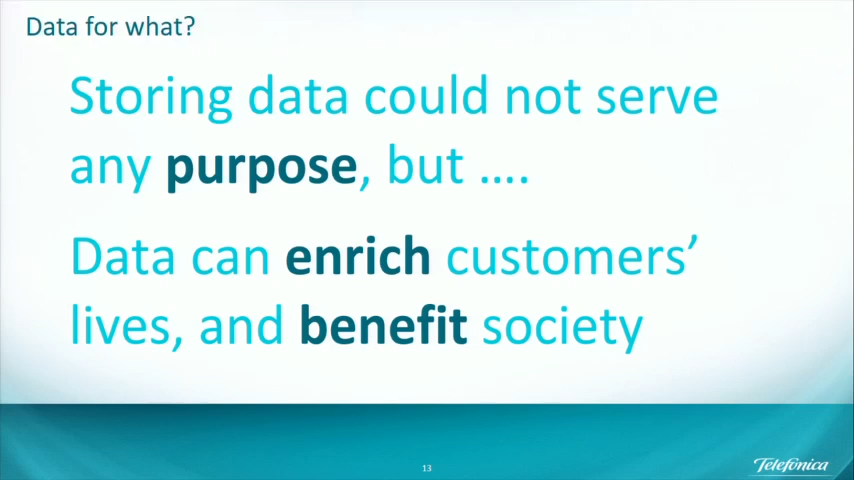 Data for what?
Storing data could not serve
any purpose, but ....
Data can enrich customers’
lives, and benefit society
13
Telefónica